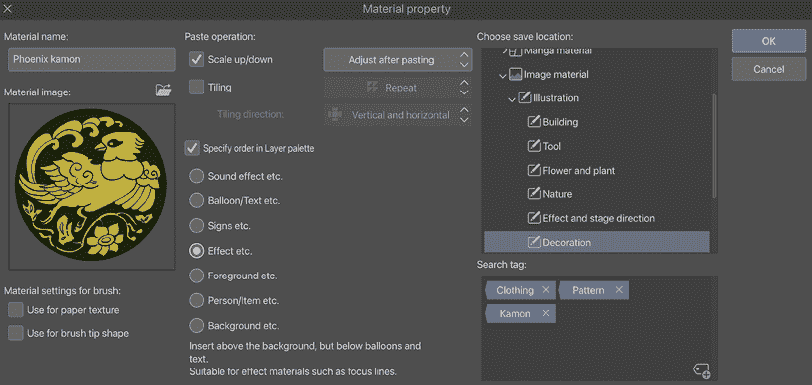 Material property
Material name:
Phoenix kamon
Material image:
Material settings for brush:
Use for paper texture
Use for brush tip shape
Paste operation:
Scale up/down
Adjust after pasting
Tiling
Repeat
Tiling direction:
Vertical and horizontal
Specify order in Layer palette
Sound effect etc.
Balloon/Text etc.
Signs etc.
Effect etc.
Foreground etc.
Person/Item etc.
Background etc.
Insert above the background, but below balloons and
text.
Suitable for effect materials such as focus lines.
Choose save location:
Manga material
Image material
Illustration
Building
Tool
Flower and plant
Nature
Effect and stage direction
Decoration
Search tag:
Clothing
Pattern
Kamon
OK
Cancel